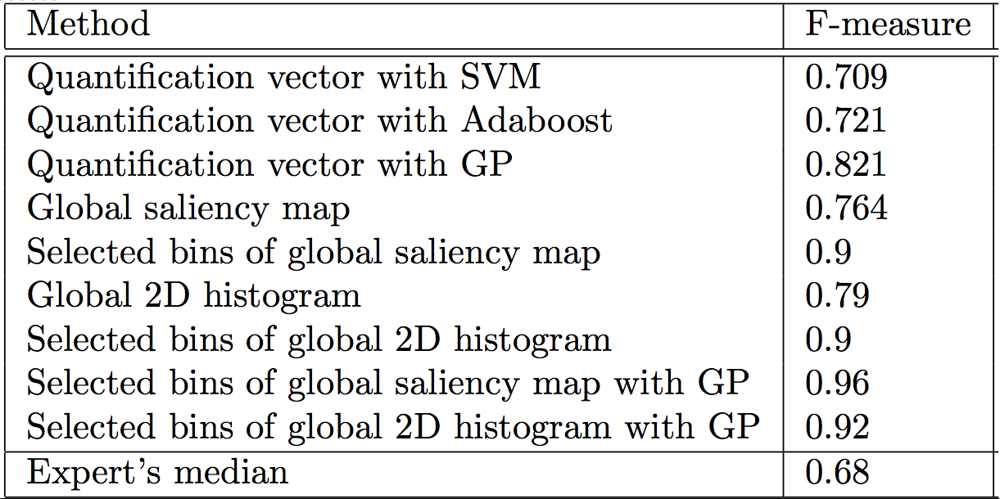 Method F-measure
Quantification vector with SVM 0.709
Quantification vector with Adaboost 0.721
Quantification vector with GP 0.821
Global saliency map 0.764
Selected bins of global saliency map 0.9
Global 2D histogram 0.79
Selected bins of global 2D histogram 0.9
Selected bins of global saliency map with GP 0.96
Selected bins of global 2D histogram with GP 0.92
Expert's median 0.68